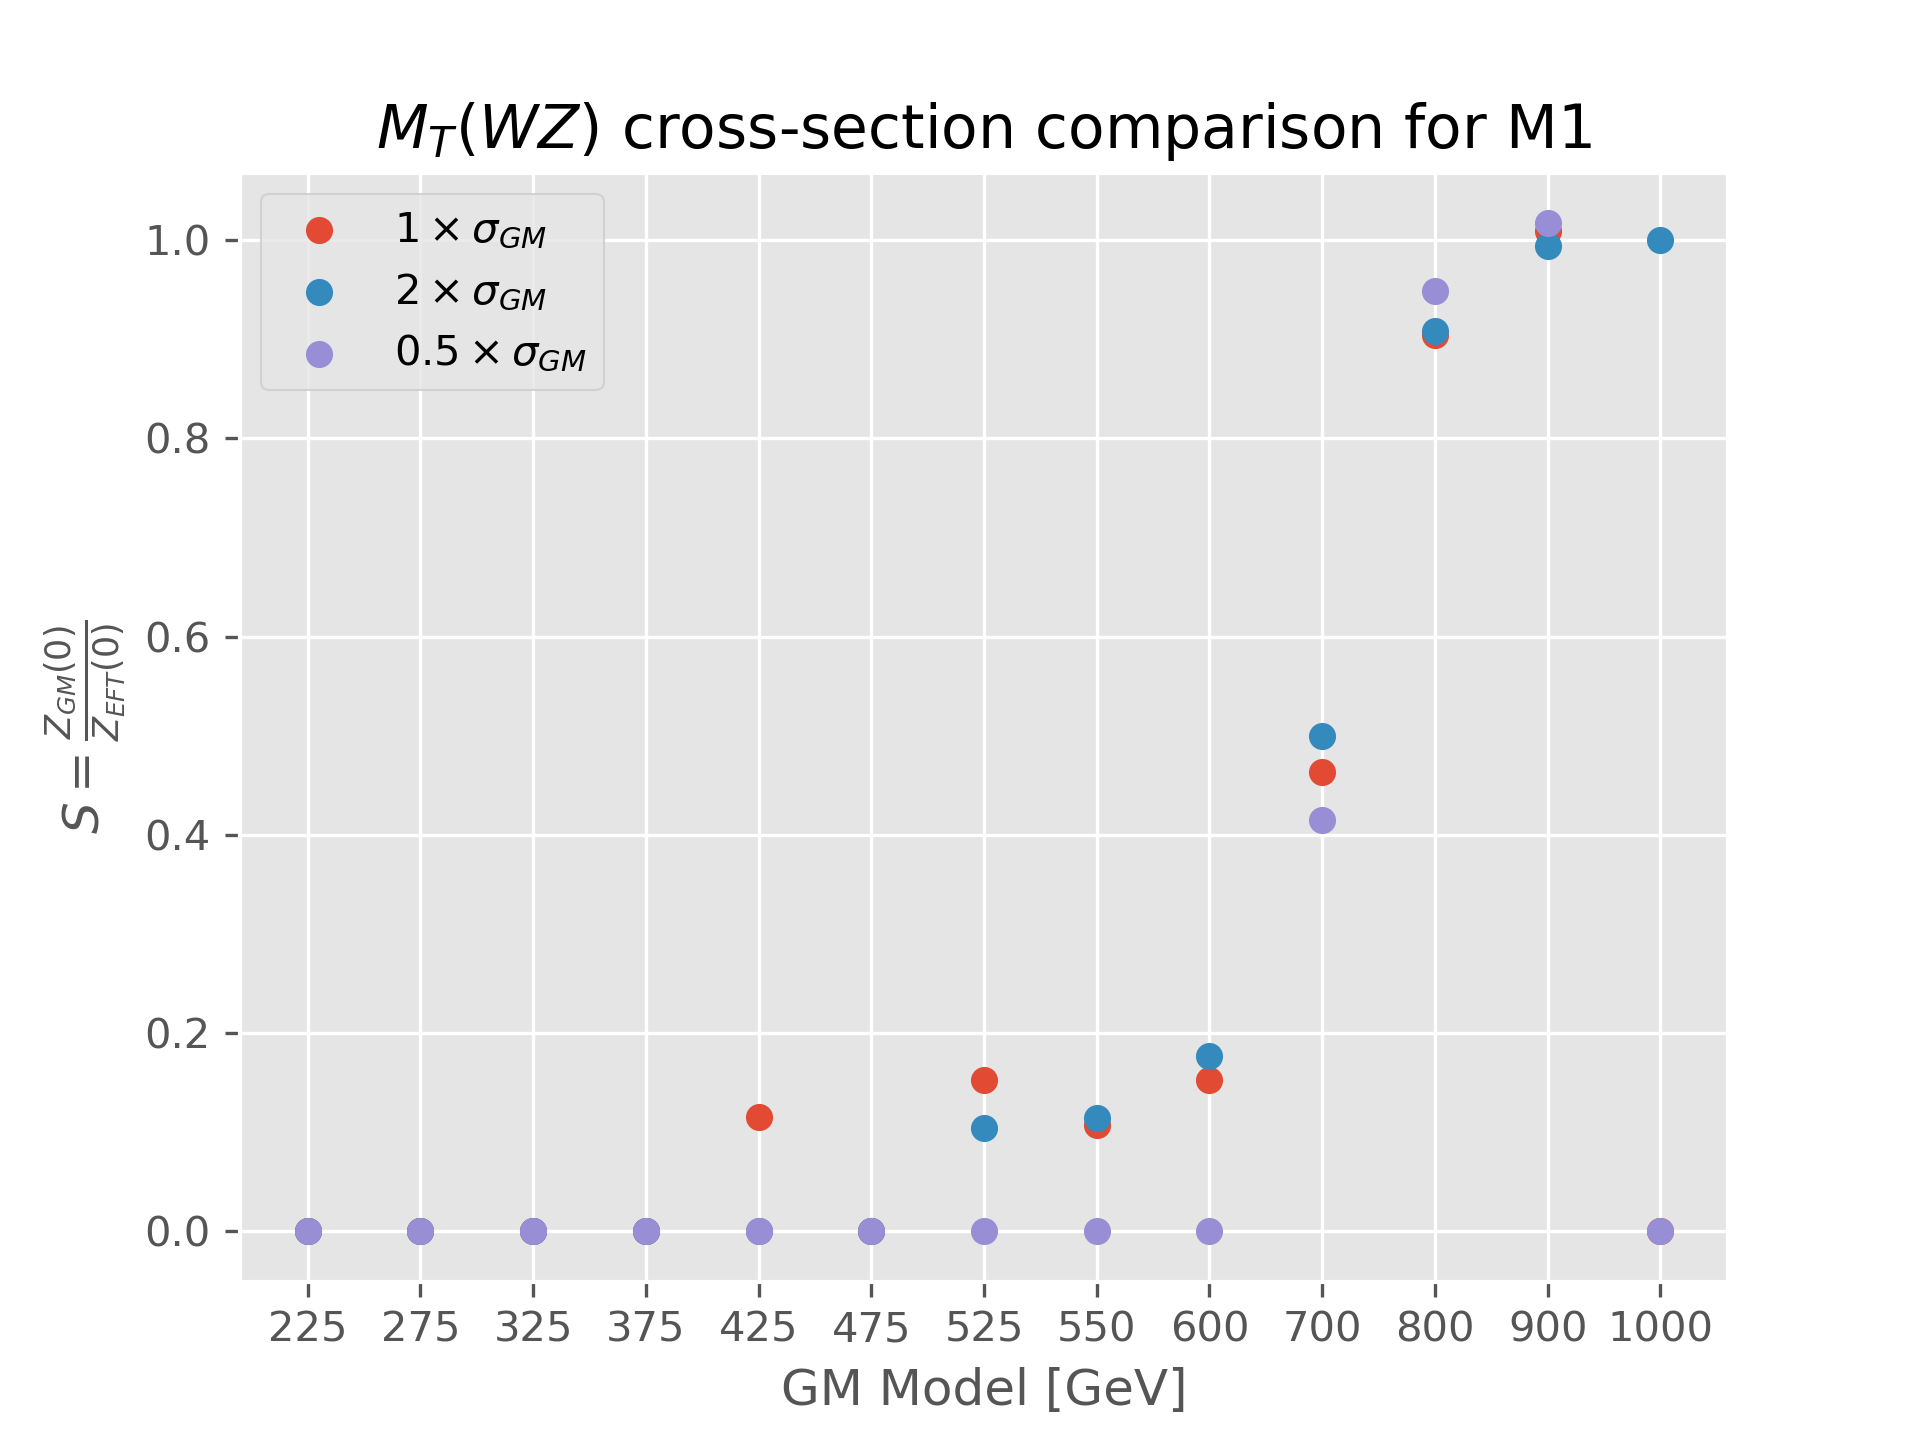 M_T(WZ) cross-section comparison for M1
1 × σ_GM
2 × σ_GM
0.5 × σ_GM
S = Z_GM(0) / Z_EFT(0)
1.0
0.8
0.6
0.4
0.2
0.0
225 275 325 375 425 475 525 550 600 700 800 900 1000
GM Model [GeV]